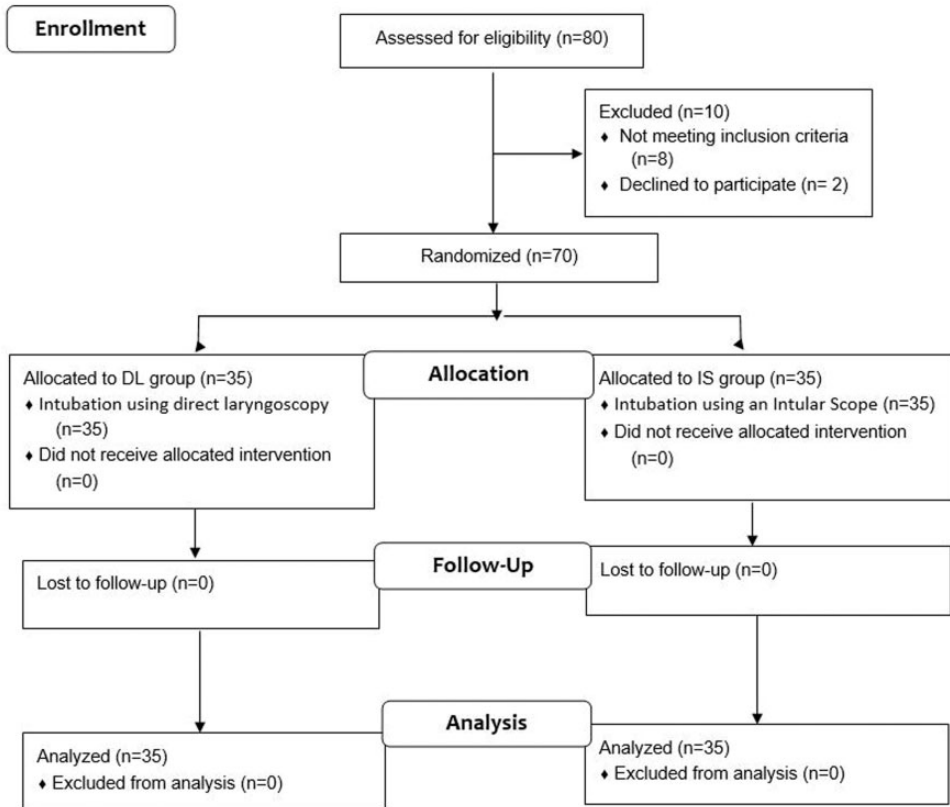 Enrollment
Assessed for eligibility (n=80)
Excluded (n=10)
♦ Not meeting inclusion criteria
(n=8)
♦ Declined to participate (n= 2)
Randomized (n=70)
Allocation
Allocated to DL group (n=35)
♦ Intubation using direct laryngoscopy
(n=35)
♦ Did not receive allocated intervention
(n=0)
Allocated to IS group (n=35)
♦ Intubation using an Intular Scope (n=35)
♦ Did not receive allocated intervention
(n=0)
Follow-Up
Lost to follow-up (n=0)
Lost to follow-up (n=0)
Analysis
Analyzed (n=35)
♦ Excluded from analysis (n=0)
Analyzed (n=35)
♦ Excluded from analysis (n=0)